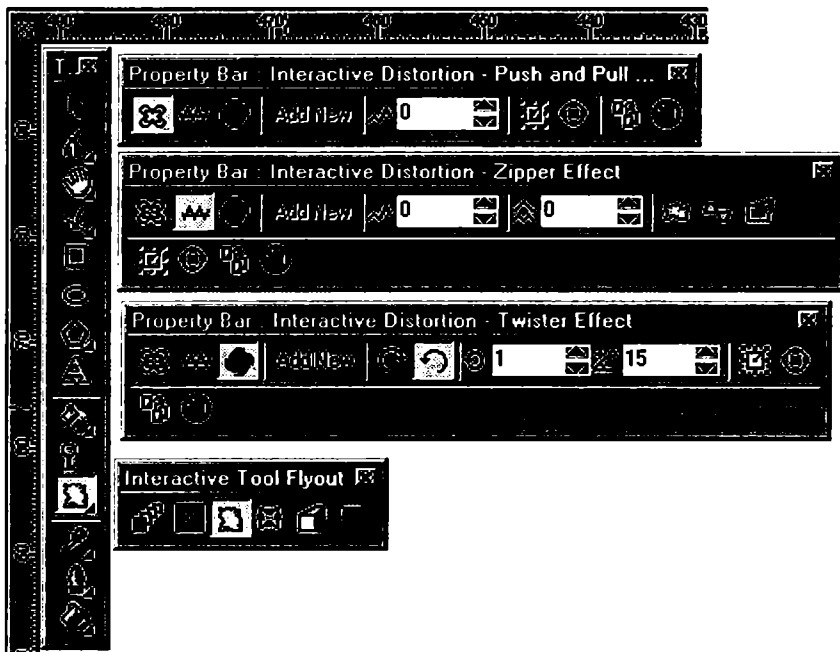 T...
Property Bar : Interactive Distortion - Push and Pull ...
Add New 0
Property Bar : Interactive Distortion - Zipper Effect
Add New 0 0
Property Bar : Interactive Distortion - Twister Effect
Add New 1 15
Interactive Tool Flyout